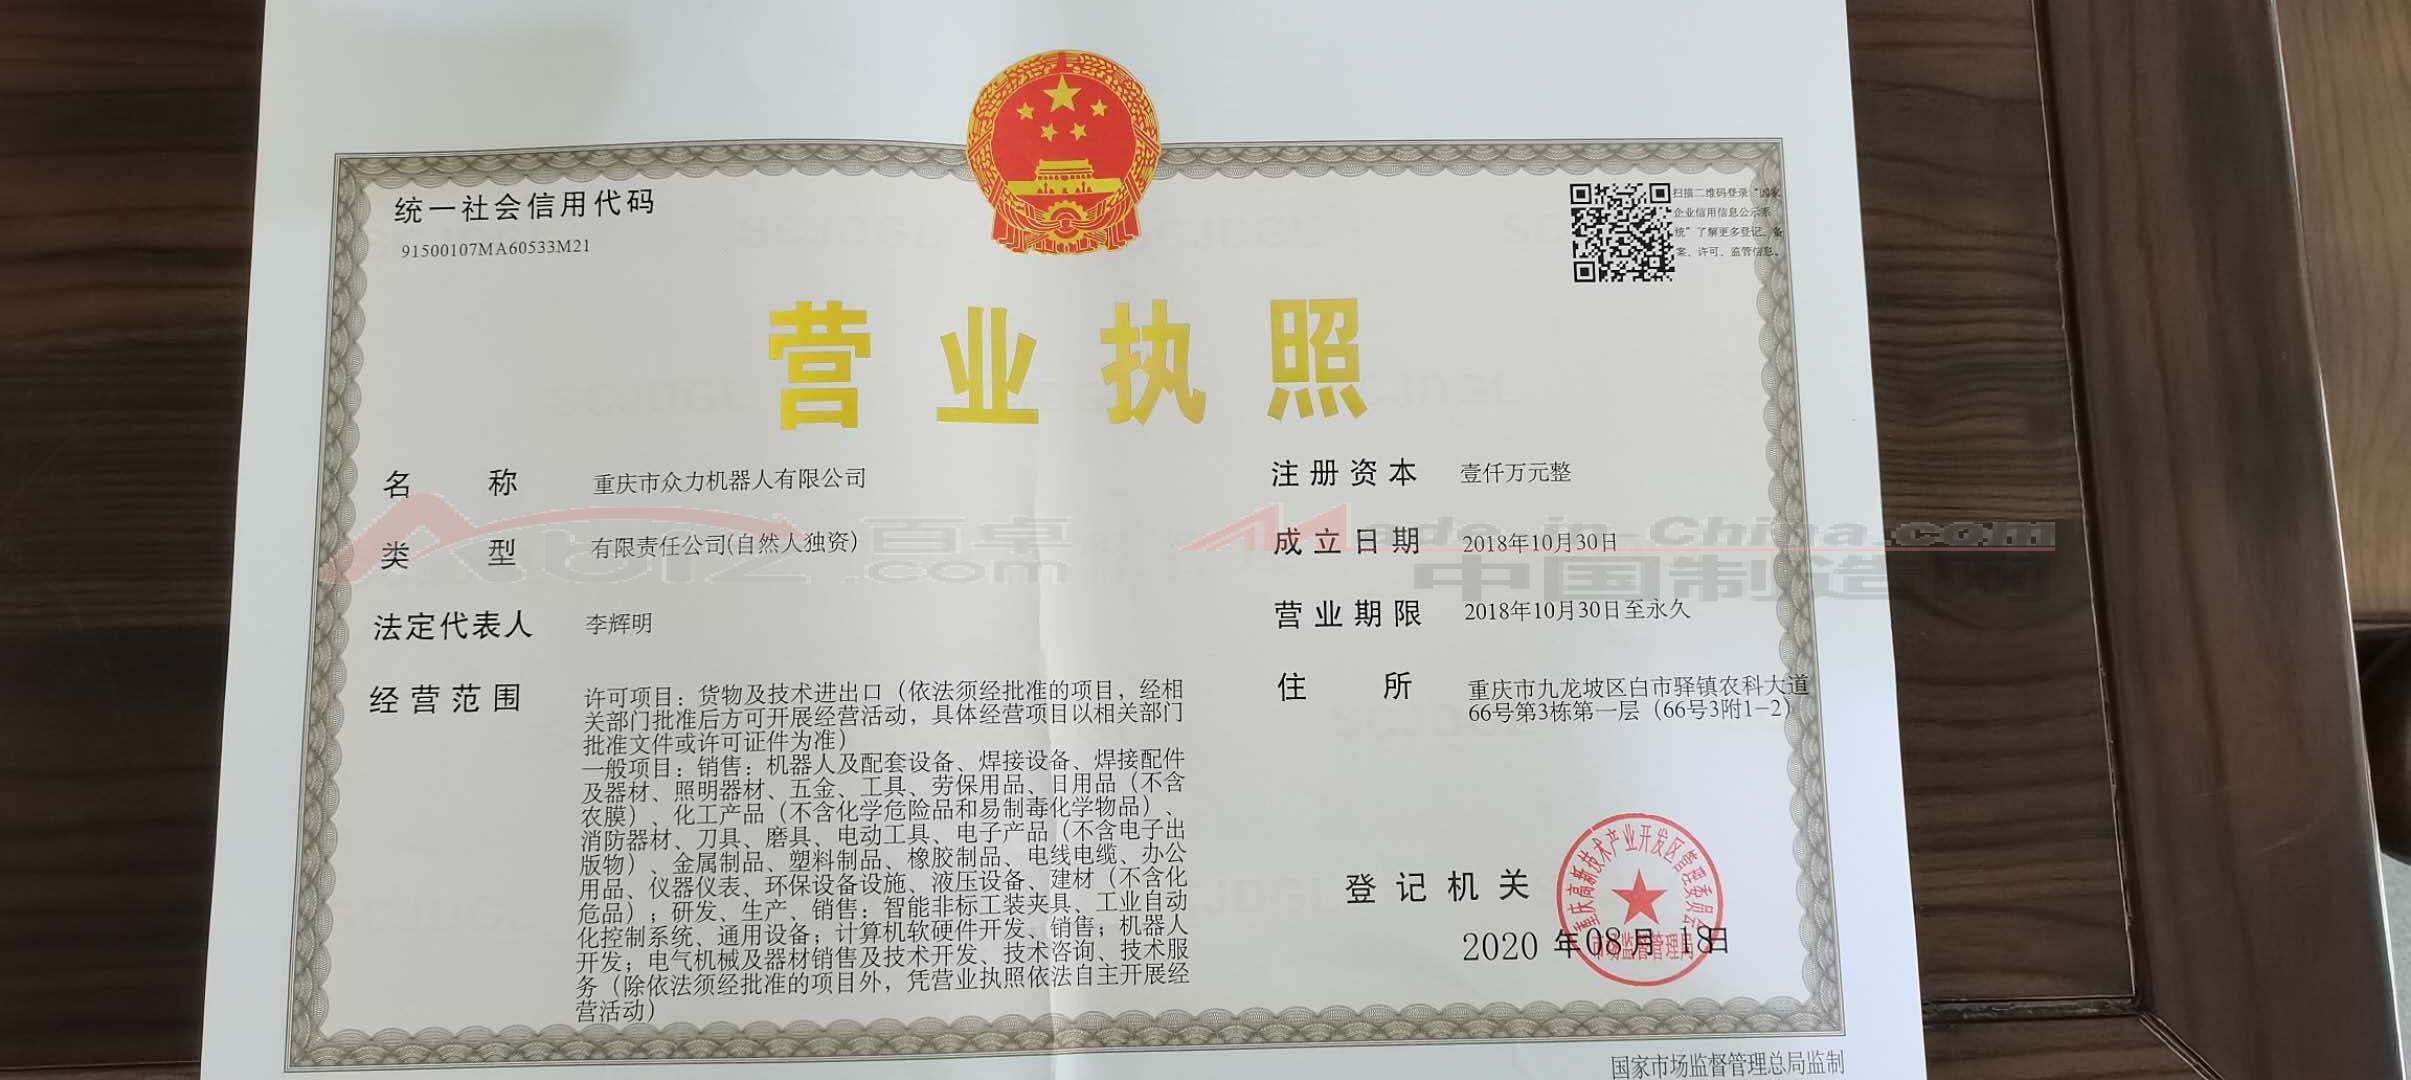 统一社会信用代码
91500107MA60533M21
扫描二维码登录“国家
企业信用信息公示系
统”了解更多登记、备
案、许可、监管信息。
营业执照
名称 重庆市众力机器人有限公司
类型 有限责任公司(自然人独资)
法定代表人 李辉明
经营范围 许可项目：货物及技术进出口（依法须经批准的项目，经相
关部门批准后方可开展经营活动，具体经营项目以相关部门
批准文件或许可证件为准）
一般项目：销售：机器人及配套设备、焊接设备、焊接配件
及器材、照明器材、五金、工具、劳保用品、日用品（不含
农膜）、化工产品（不含化学危险品和易制毒化学物品）、
消防器材、刀具、磨具、电动工具、电子产品（不含电子出
版物）、金属制品、塑料制品、橡胶制品、电线电缆、办公
用品、仪器仪表、环保设备设施、液压设备、建材（不含化
危品）；研发、生产、销售：智能非标工装夹具、工业自动
化控制系统、通用设备；计算机软硬件开发、销售；机器人
开发；电气机械及器材销售及技术开发、技术咨询、技术服
务（除依法须经批准的项目外，凭营业执照依法自主开展经
营活动）
注册资本 壹仟万元整
成立日期 2018年10月30日
营业期限 2018年10月30日至永久
住所 重庆市九龙坡区白市驿镇农科大道
66号第3栋第一层（66号3附1-2）
登记机关
重庆高新技术产业开发区管理委员会
市场监督管理局
2020 年08月 18日
国家市场监督管理总局监制
Abiz 百卓
.com
Made-in-China.com
中国制造网